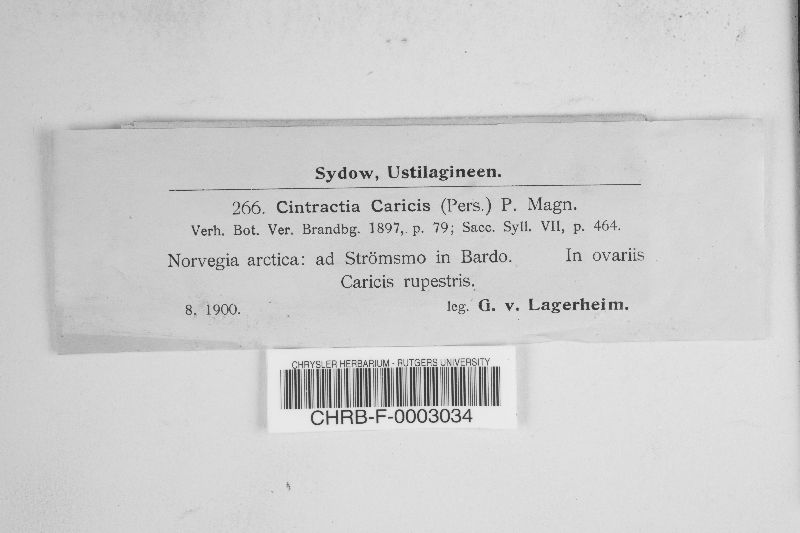 Sydow, Ustilagineen.
266. Cintractia Caricis (Pers.) P. Magn.
Verh. Bot. Ver. Brandbg. 1897, p. 79; Sacc. Syll. VII, p. 464.
Norvegia arctica: ad Strömsmo in Bardo. In ovariis
Caricis rupestris.
8. 1900. leg. G. v. Lagerheim.
CHRYSLER HERBARIUM - RUTGERS UNIVERSITY
CHRB-F-0003034